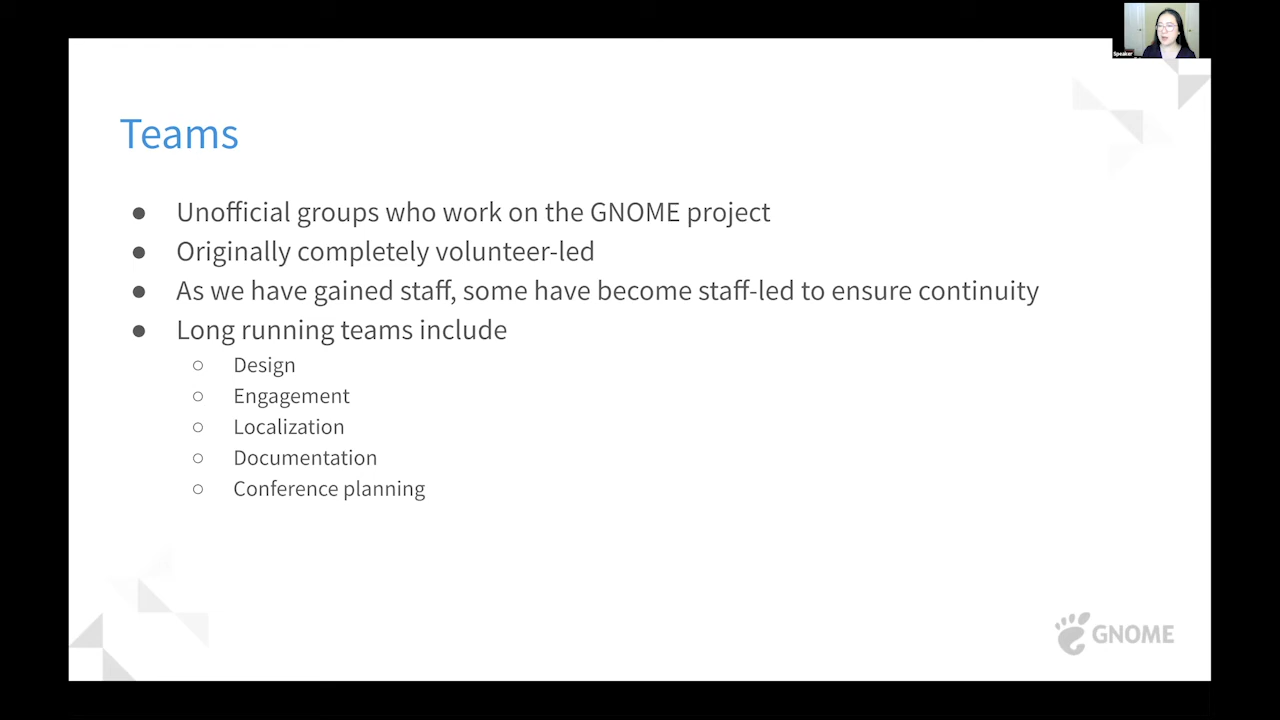 Speaker
Teams
● Unofficial groups who work on the GNOME project
● Originally completely volunteer-led
● As we have gained staff, some have become staff-led to ensure continuity
● Long running teams include
○ Design
○ Engagement
○ Localization
○ Documentation
○ Conference planning
GNOME